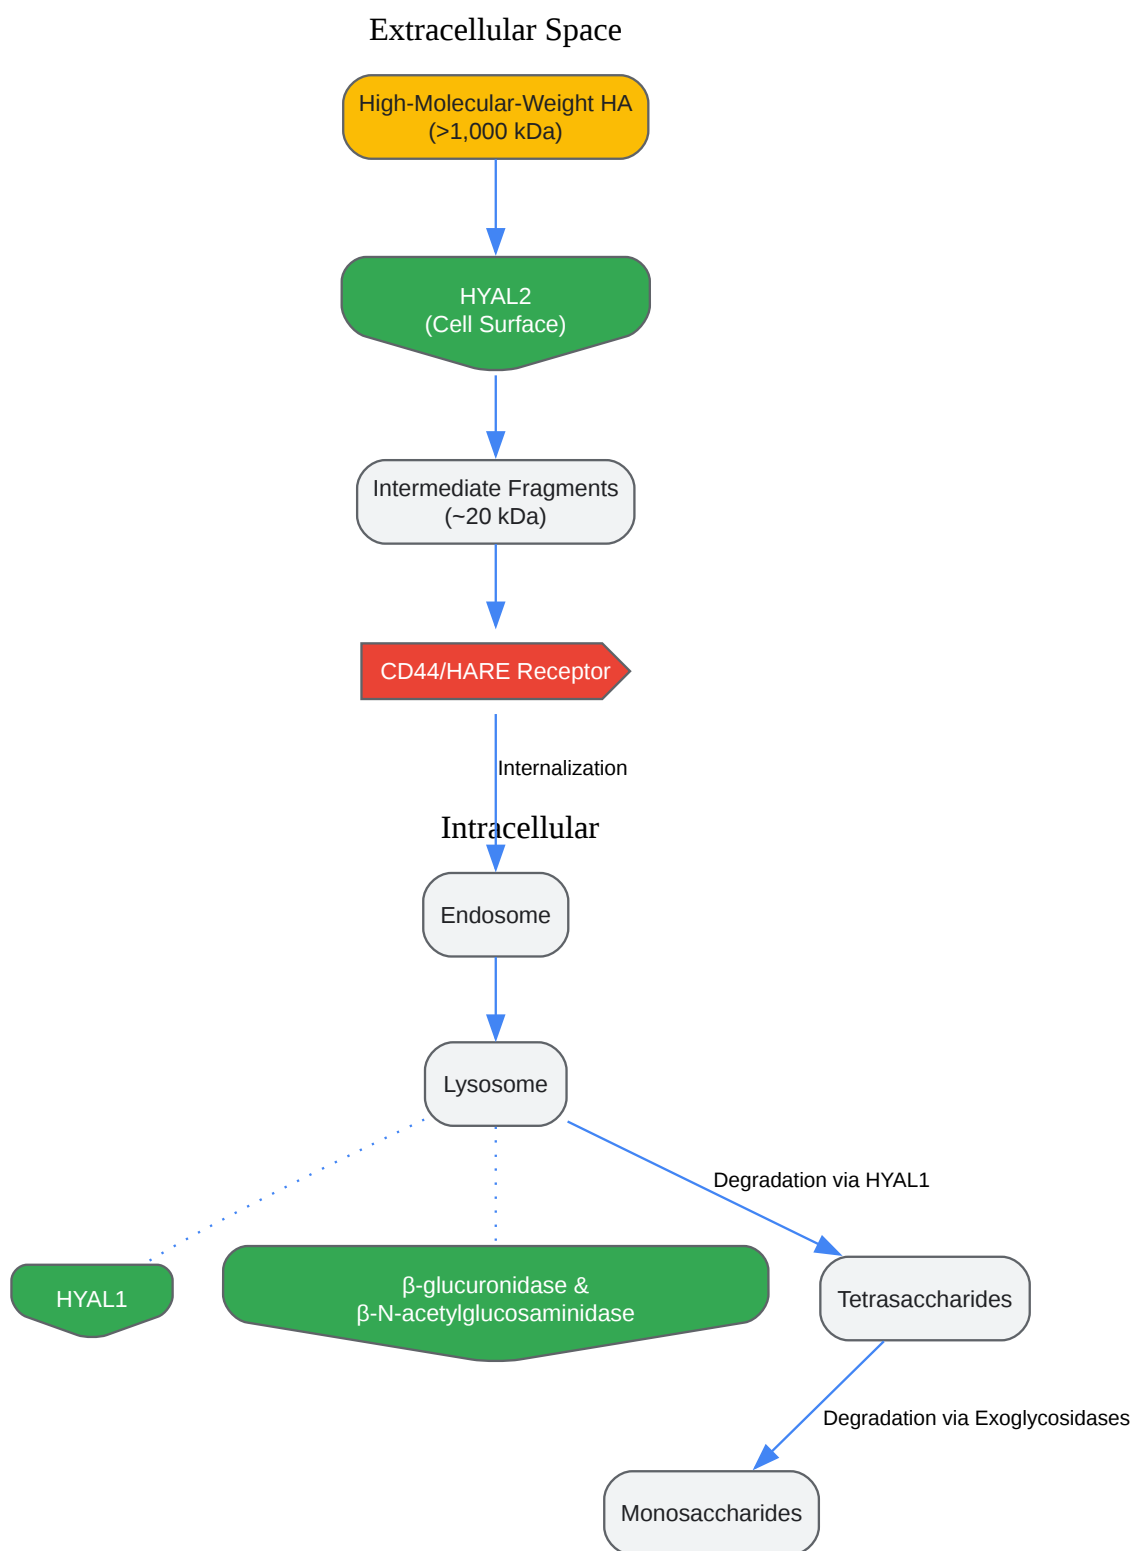 Extracellular Space
High-Molecular-Weight HA
(>1,000 kDa)
HYAL2
(Cell Surface)
Intermediate Fragments
(~20 kDa)
CD44/HARE Receptor
Internalization
Intracellular
Endosome
Lysosome
Degradation via HYAL1
HYAL1
β-glucuronidase &
β-N-acetylglucosaminidase
Tetrasaccharides
Degradation via Exoglycosidases
Monosaccharides